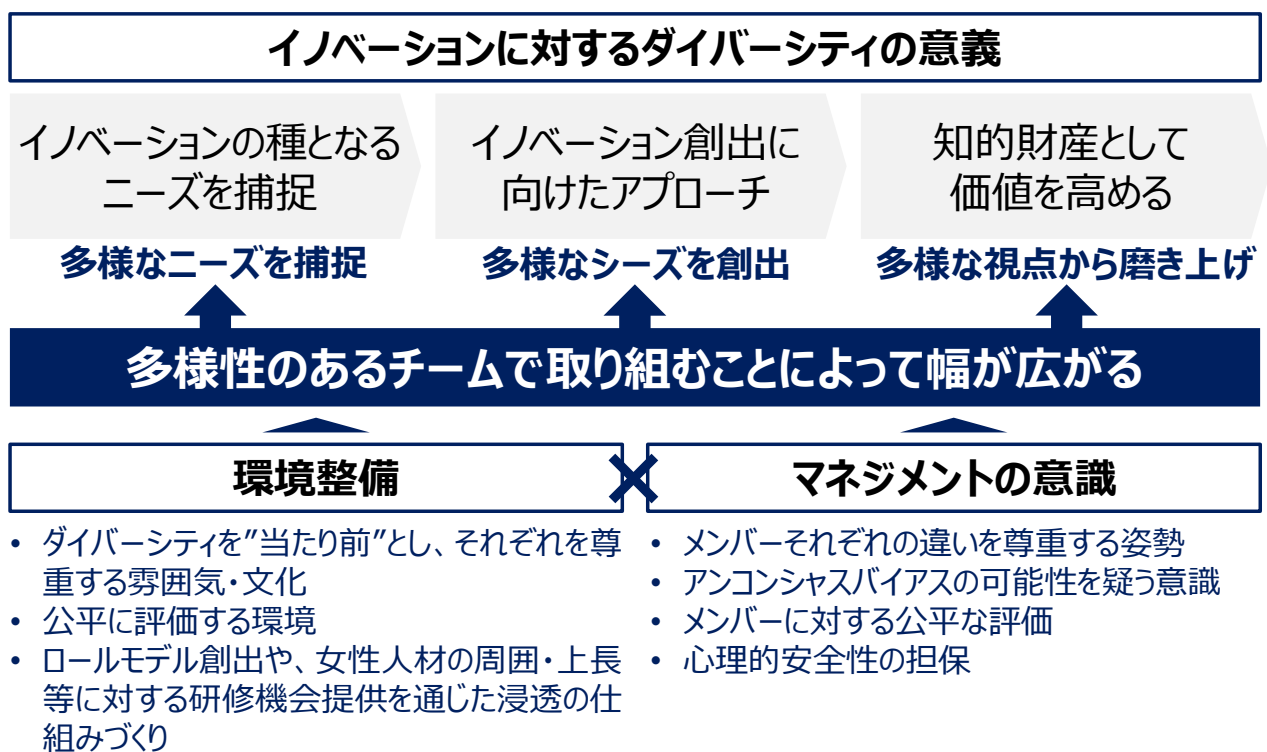 イノベーションに対するダイバーシティの意義
イノベーションの種となる
ニーズを捕捉
イノベーション創出に
向けたアプローチ
知的財産として
価値を高める
多様なニーズを捕捉
多様なシーズを創出
多様な視点から磨き上げ
多様性のあるチームで取り組むことによって幅が広がる
環境整備
マネジメントの意識
• ダイバーシティを”当たり前”とし、それぞれを尊
重する雰囲気・文化
• 公平に評価する環境
• ロールモデル創出や、女性人材の周囲・上長
等に対する研修機会提供を通じた浸透の仕
組みづくり
• メンバーそれぞれの違いを尊重する姿勢
• アンコンシャスバイアスの可能性を疑う意識
• メンバーに対する公平な評価
• 心理的安全性の担保